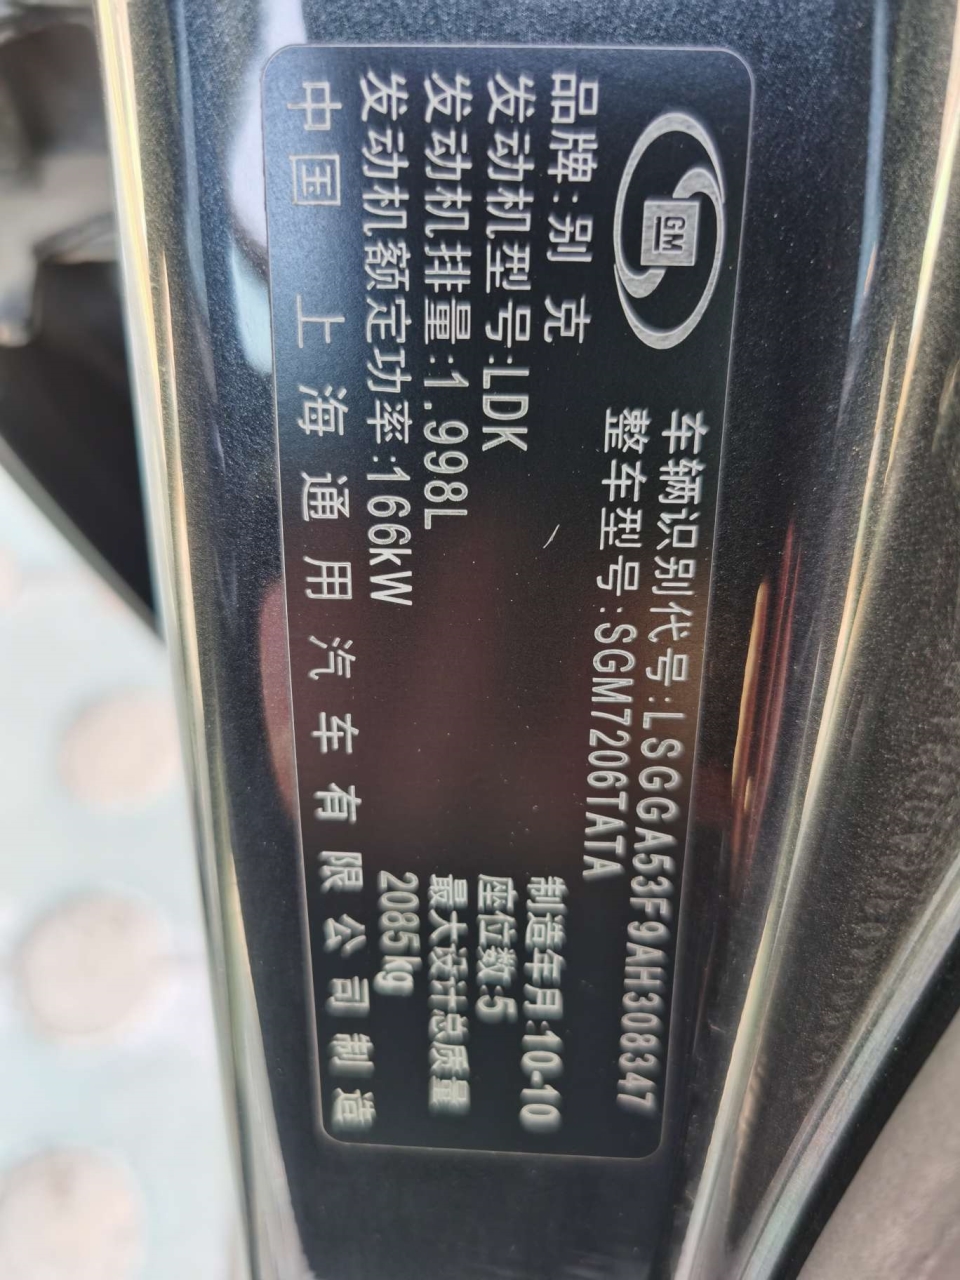 GM
车辆识别代号:LSGGA53F9AH308347
整车型号:SGM7206TATA
品牌:别 克
发动机型号:LDK
制造年月:10-10
发动机排量:1.998L
座位数:5
发动机额定功率:166kW
最大设计总质量
2085kg
中国 上海通用汽车有限公司制造